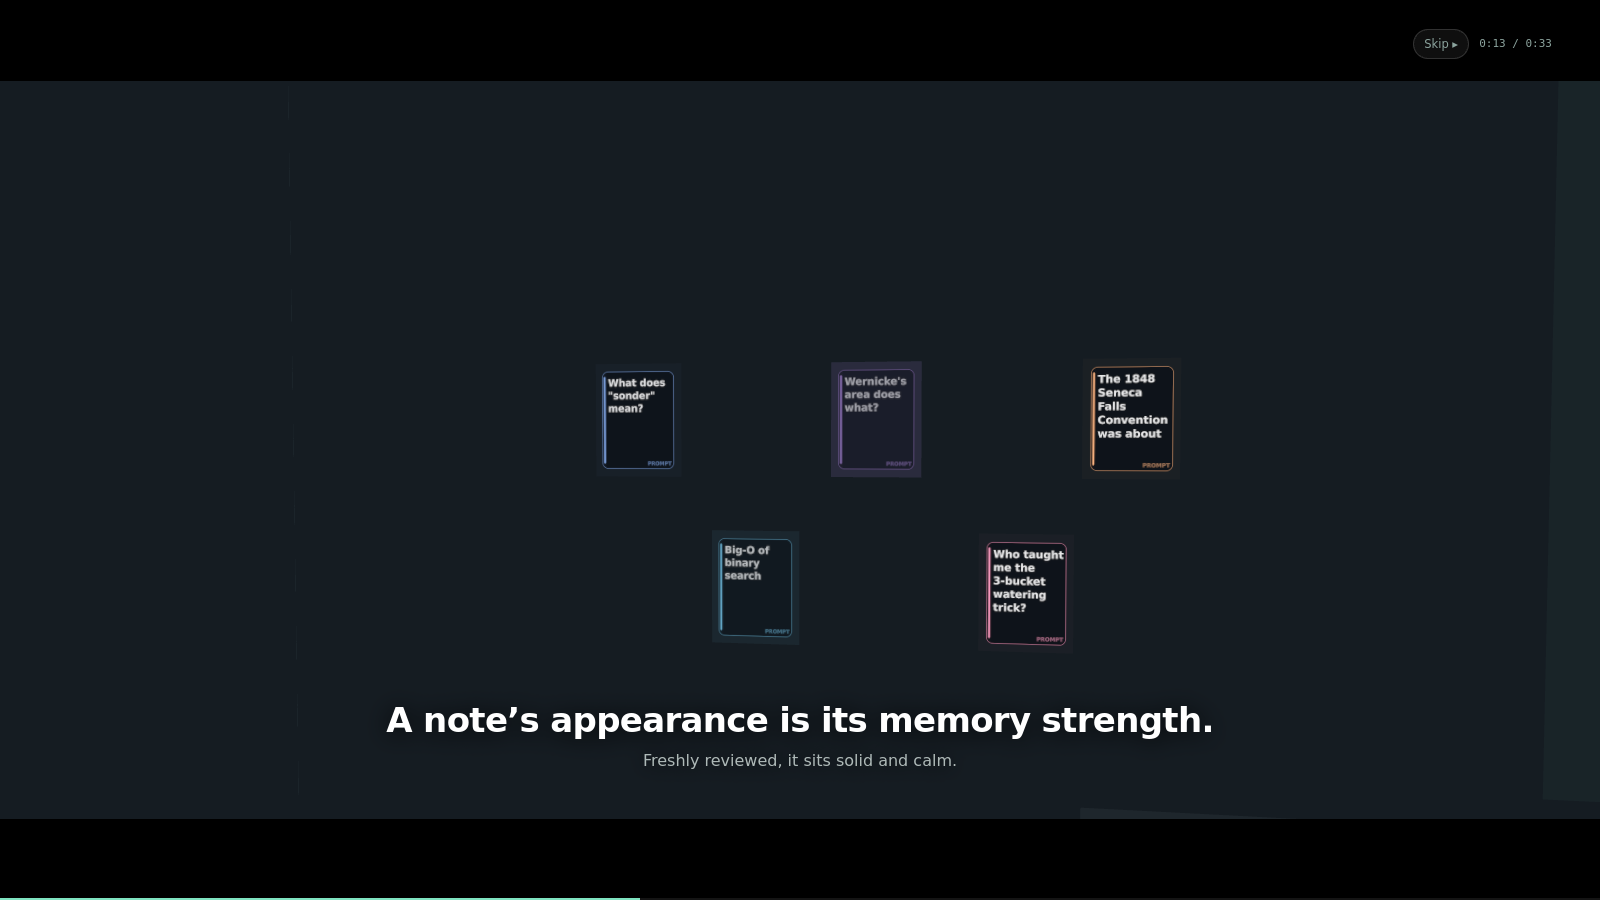 Skip ▸
0:13 / 0:33
What does
"sonder"
mean?
PROMPT
Wernicke's
area does
what?
PROMPT
The 1848
Seneca
Falls
Convention
was about
PROMPT
Big-O of
binary
search
PROMPT
Who taught
me the
3-bucket
watering
trick?
PROMPT
A note’s appearance is its memory strength.
Freshly reviewed, it sits solid and calm.